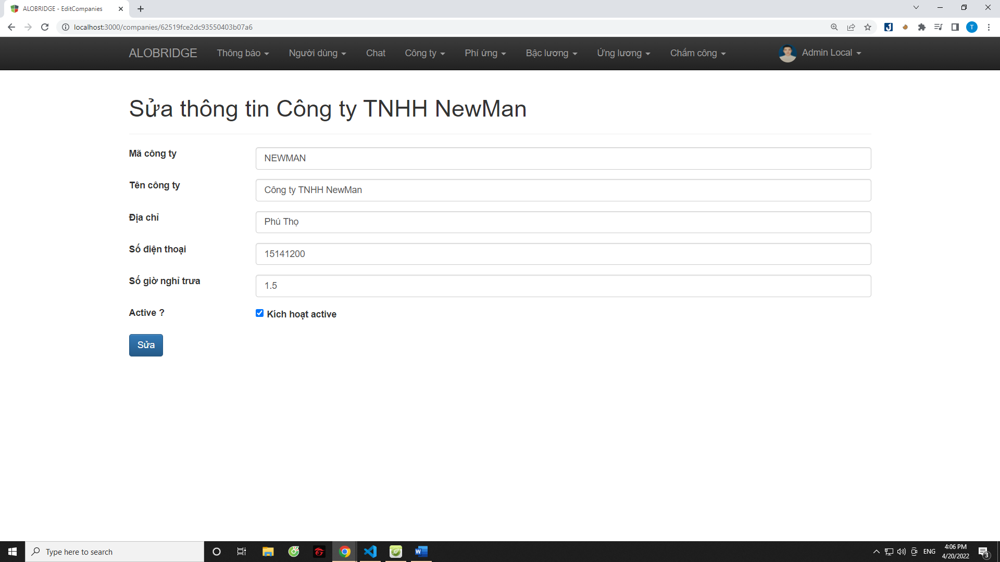 ALOBRIDGE - EditCompanies
localhost:3000/companies/62519fce2dc93550403b07a6
T
ALOBRIDGE Thông báo Người dùng Chat Công ty Phí ứng Bậc lương Ứng lương Chấm công Admin Local
Sửa thông tin Công ty TNHH NewMan
Mã công ty NEWMAN
Tên công ty Công ty TNHH NewMan
Địa chỉ Phú Thọ
Số điện thoại 15141200
Số giờ nghỉ trưa 1.5
Active ? Kích hoạt active
Sửa
Type here to search
ENG
4:06 PM
4/20/2022
3